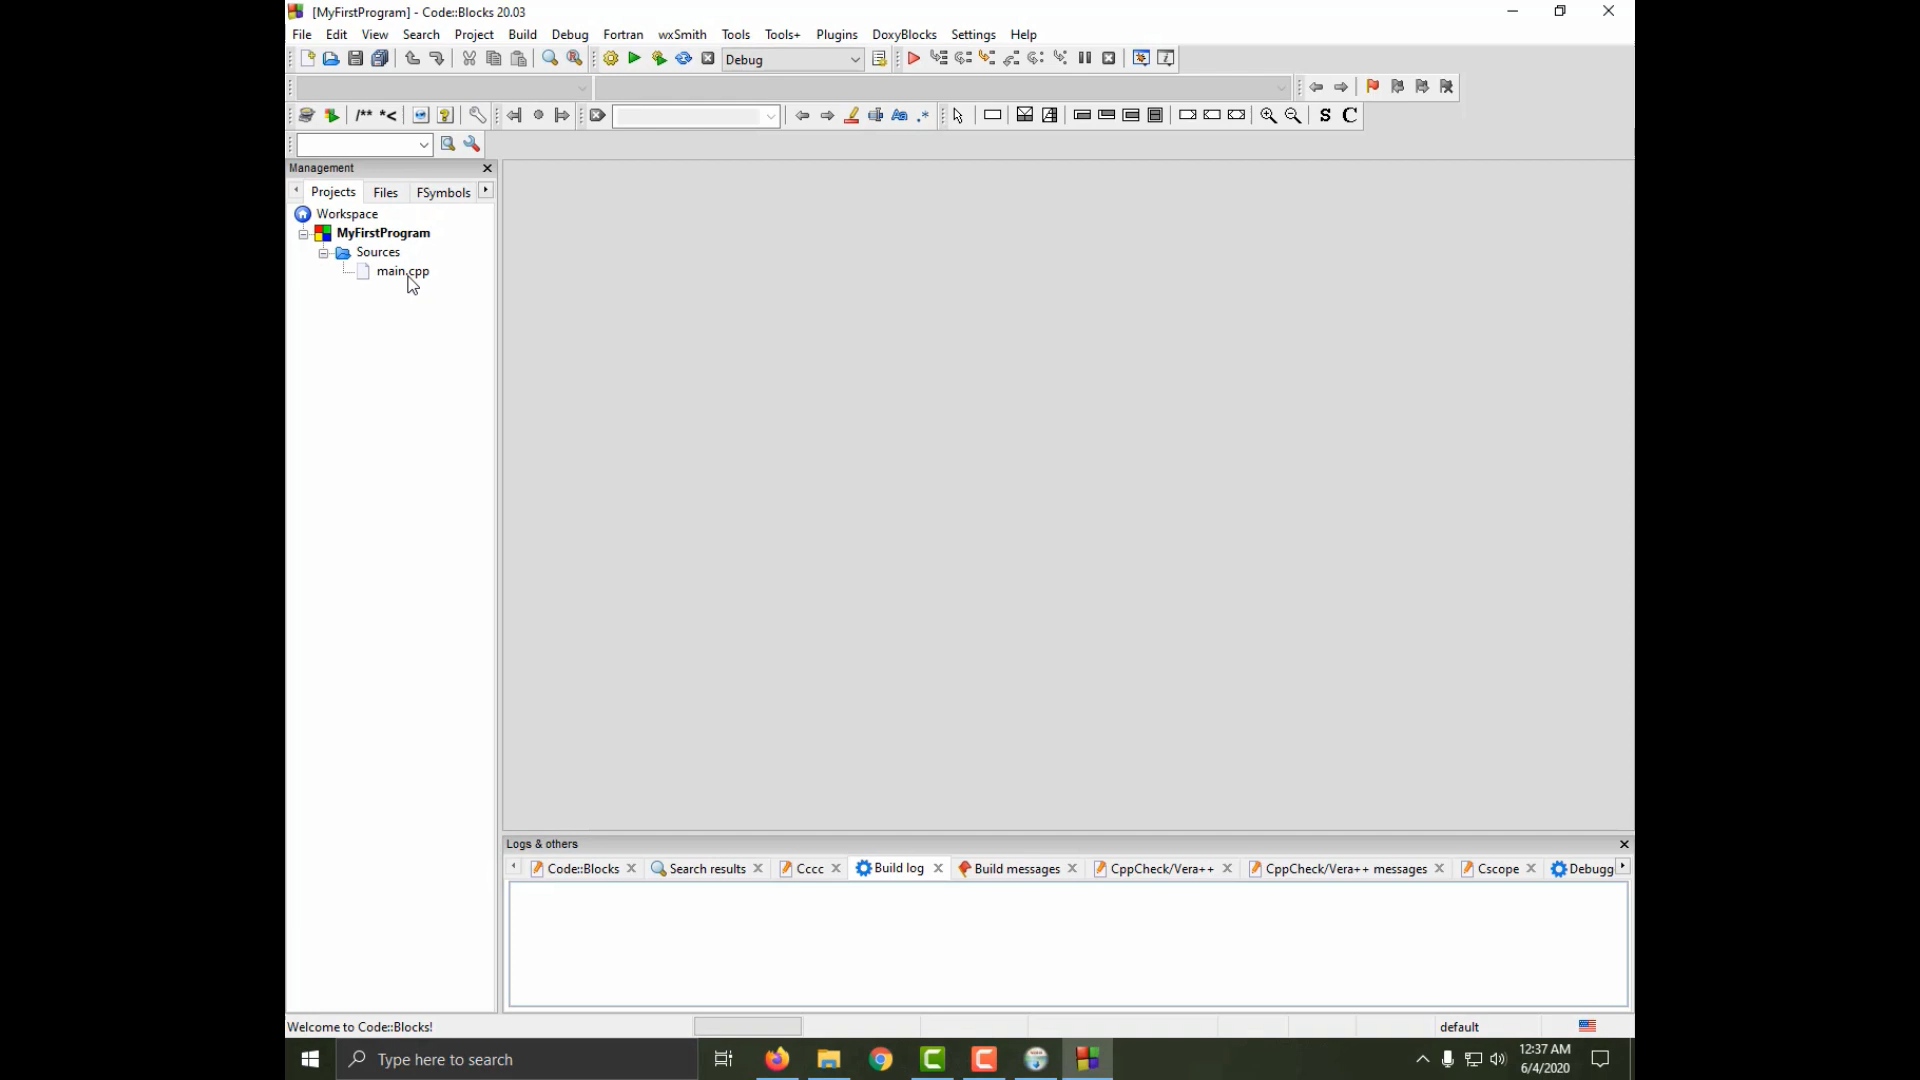 [MyFirstProgram] - Code::Blocks 20.03
File Edit View Search Project Build Debug Fortran wxSmith Tools Tools+ Plugins DoxyBlocks Settings Help
Debug
/** *<
.*
S C
Management
Projects Files FSymbols
Workspace
MyFirstProgram
Sources
main.cpp
Logs & others
Code::Blocks Search results Cccc Build log Build messages CppCheck/Vera++ CppCheck/Vera++ messages Cscope Debugg
Welcome to Code::Blocks!
default
Type here to search
12:37 AM
6/4/2020